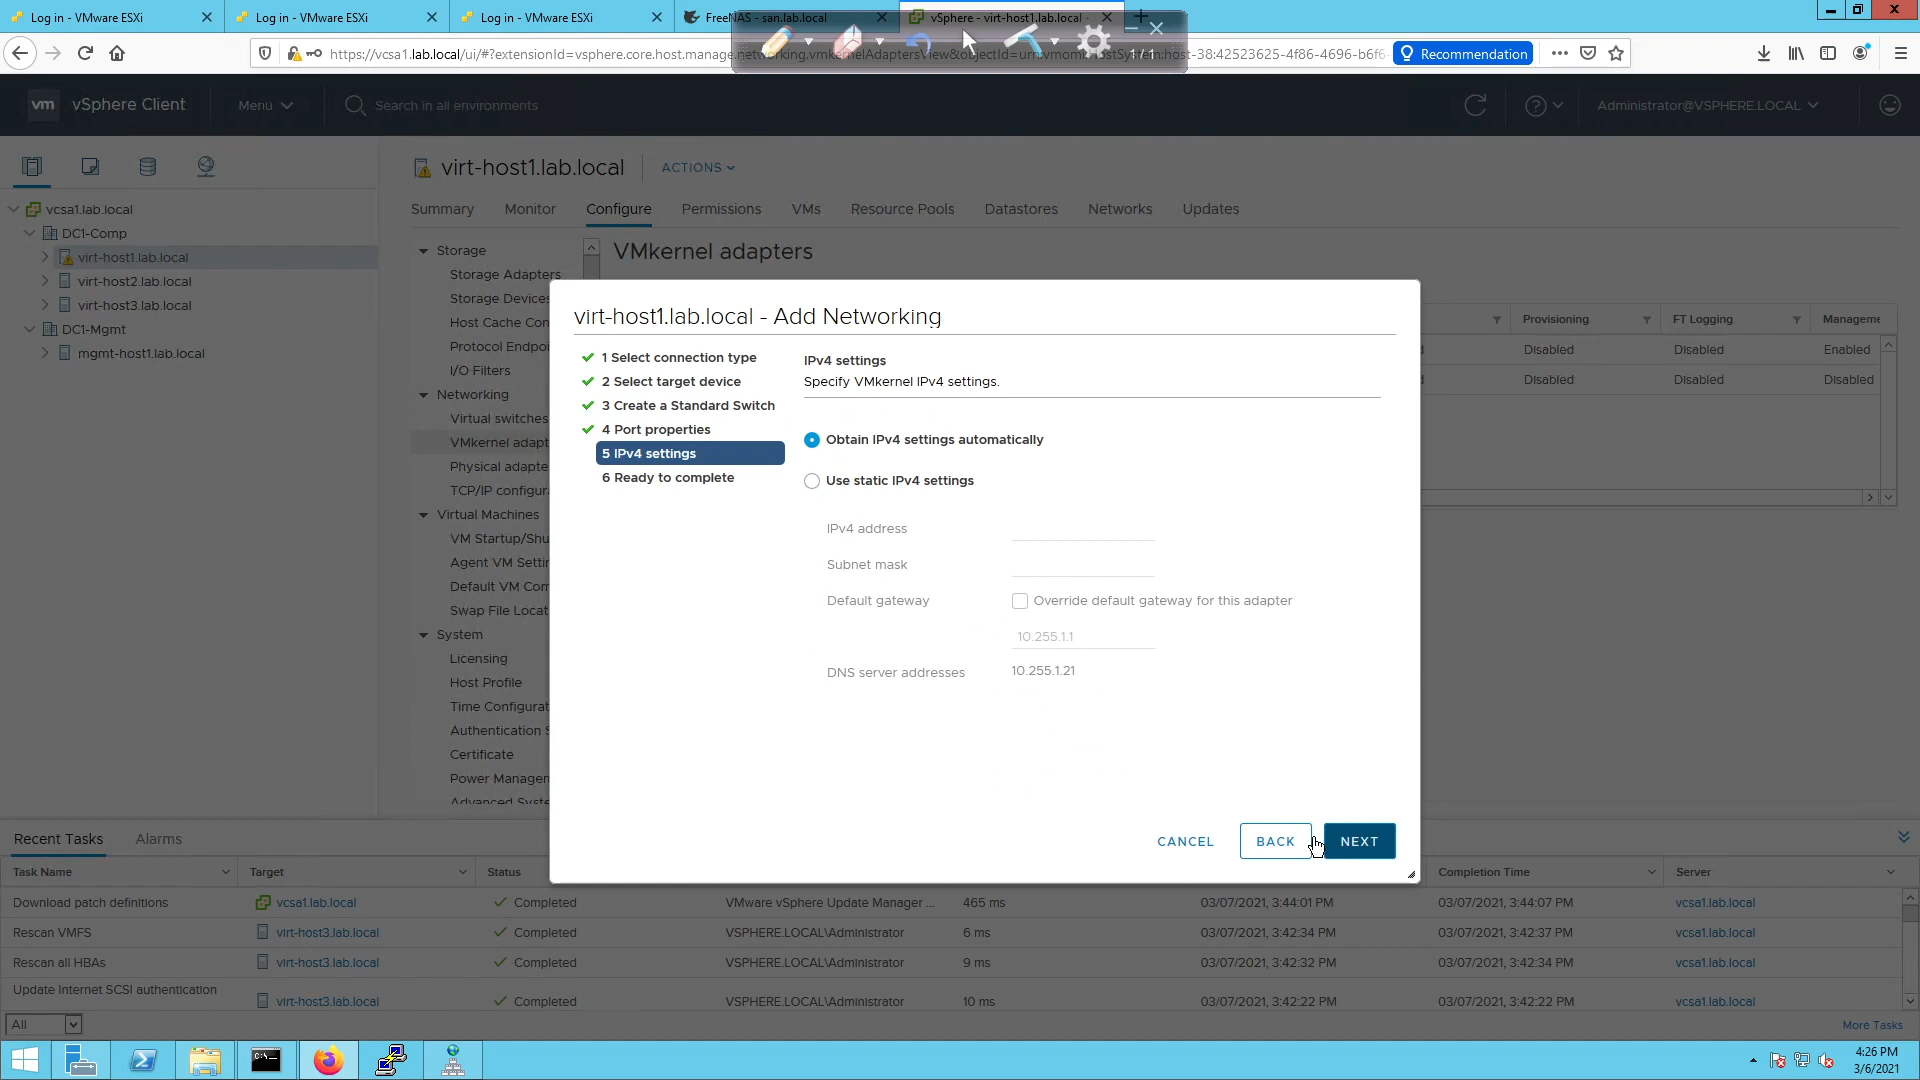 Log in - VMware ESXi
Log in - VMware ESXi
Log in - VMware ESXi
FreeNAS - san.lab.local
vSphere - virt-host1.lab.local -
1/1
https://vcsa1.lab.local/ui/#?extensionId=vsphere.core.host.manage.networking.vmkernelAdaptersView&objectId=urn:vmomi:HostSystem:host-38:42523625-4f86-4696-b6f6
Recommendation
vm vSphere Client
Menu
Search in all environments
Administrator@VSPHERE.LOCAL
vcsa1.lab.local
DC1-Comp
virt-host1.lab.local
virt-host2.lab.local
virt-host3.lab.local
DC1-Mgmt
mgmt-host1.lab.local
virt-host1.lab.local
ACTIONS
Summary Monitor Configure Permissions VMs Resource Pools Datastores Networks Updates
Storage
Storage Adapters
Storage Devices
Host Cache Con
Protocol Endpoi
I/O Filters
Networking
Virtual switches
VMkernel adapt
Physical adapte
TCP/IP configura
Virtual Machines
VM Startup/Shu
Agent VM Settin
Default VM Com
Swap File Locat
System
Licensing
Host Profile
Time Configurat
Authentication S
Certificate
Power Managem
Advanced Syste
VMkernel adapters
Provisioning FT Logging Manageme
Disabled Disabled Enabled
Disabled Disabled Disabled
virt-host1.lab.local - Add Networking
1 Select connection type
2 Select target device
3 Create a Standard Switch
4 Port properties
5 IPv4 settings
6 Ready to complete
IPv4 settings
Specify VMkernel IPv4 settings.
Obtain IPv4 settings automatically
Use static IPv4 settings
IPv4 address
Subnet mask
Default gateway
Override default gateway for this adapter
10.255.1.1
DNS server addresses 10.255.1.21
CANCEL BACK NEXT
Recent Tasks Alarms
Task Name Target Status Completion Time Server
Download patch definitions vcsa1.lab.local Completed VMware vSphere Update Manager ... 465 ms 03/07/2021, 3:44:01 PM 03/07/2021, 3:44:07 PM vcsa1.lab.local
Rescan VMFS virt-host3.lab.local Completed VSPHERE.LOCAL\Administrator 6 ms 03/07/2021, 3:42:34 PM 03/07/2021, 3:42:37 PM vcsa1.lab.local
Rescan all HBAs virt-host3.lab.local Completed VSPHERE.LOCAL\Administrator 9 ms 03/07/2021, 3:42:32 PM 03/07/2021, 3:42:34 PM vcsa1.lab.local
Update Internet SCSI authentication virt-host3.lab.local Completed VSPHERE.LOCAL\Administrator 10 ms 03/07/2021, 3:42:22 PM 03/07/2021, 3:42:22 PM vcsa1.lab.local
All
More Tasks
4:26 PM
3/6/2021